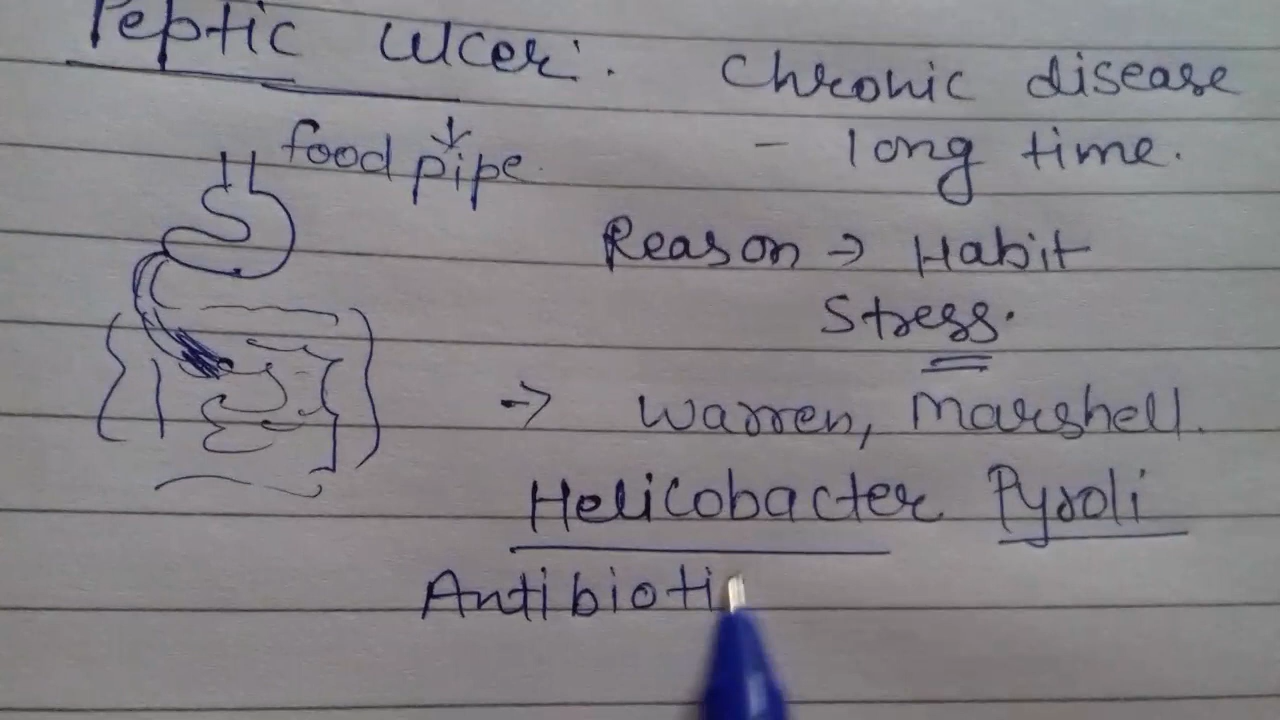 Peptic Ulcer: Chronic disease
food pipe. - long time.
Reason → Habit
Stress.
→ Warren, Marshell.
Helicobacter Pyroli
Antibioti